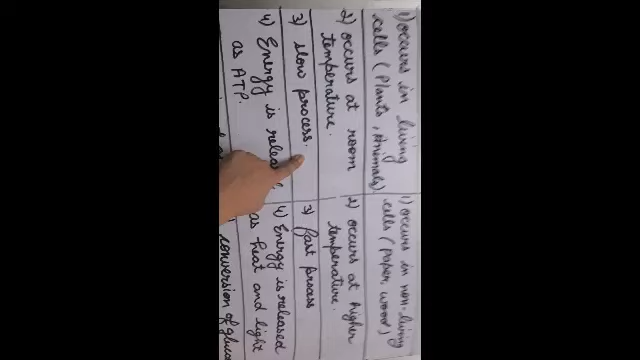 1) occurs in living
cells (Plants, Animals)
2) occurs at room
temperature.
3) slow process.
4) Energy is
as ATP.
1) occurs in non-living
cells (Paper, wood)
2) occurs at higher
temperature.
3) fast process
4) Energy is released
as heat and light
conversion of